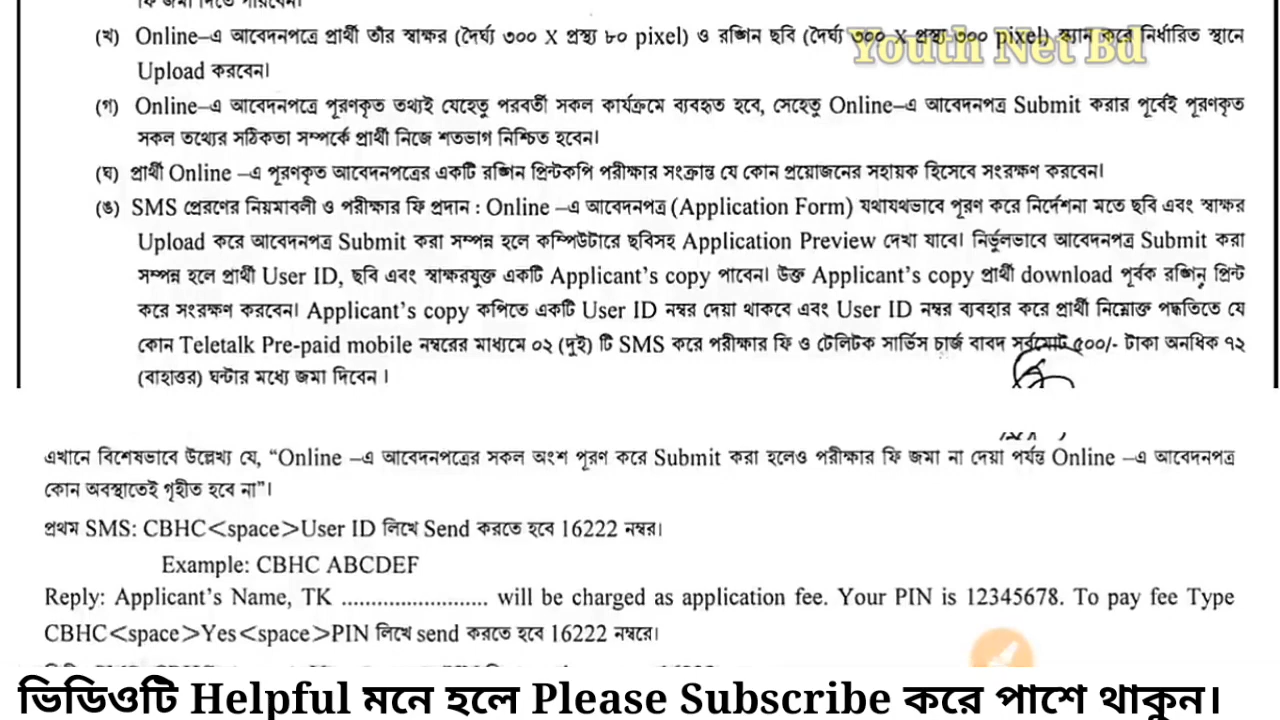 ফি জমা দিতে পারবেন।
(খ) Online–এ আবেদনপত্রে প্রার্থী তাঁর স্বাক্ষর (দৈর্ঘ্য ৩০০ X প্রস্থ্য ৮০ pixel) ও রঙ্গিন ছবি (দৈর্ঘ্য ৩০০ X প্রস্থ্য ৩০০ pixel) স্ক্যান করে নির্ধারিত স্থানে
Youth Net Bd
Upload করবেন।
(গ) Online–এ আবেদনপত্রে পূরণকৃত তথ্যই যেহেতু পরবর্তী সকল কার্যক্রমে ব্যবহৃত হবে, সেহেতু Online–এ আবেদনপত্র Submit করার পূর্বেই পূরণকৃত
সকল তথ্যের সঠিকতা সম্পর্কে প্রার্থী নিজে শতভাগ নিশ্চিত হবেন।
(ঘ) প্রার্থী Online –এ পূরণকৃত আবেদনপত্রের একটি রঙ্গিন প্রিন্টকপি পরীক্ষার সংক্রান্ত যে কোন প্রয়োজনের সহায়ক হিসেবে সংরক্ষণ করবেন।
(ঙ) SMS প্রেরণের নিয়মাবলী ও পরীক্ষার ফি প্রদান : Online –এ আবেদনপত্র (Application Form) যথাযথভাবে পূরণ করে নির্দেশনা মতে ছবি এবং স্বাক্ষর
Upload করে আবেদনপত্র Submit করা সম্পন্ন হলে কম্পিউটারে ছবিসহ Application Preview দেখা যাবে। নির্ভুলভাবে আবেদনপত্র Submit করা
সম্পন্ন হলে প্রার্থী User ID, ছবি এবং স্বাক্ষরযুক্ত একটি Applicant's copy পাবেন। উক্ত Applicant's copy প্রার্থী download পূর্বক রঙ্গিন প্রিন্ট
করে সংরক্ষণ করবেন। Applicant's copy কপিতে একটি User ID নম্বর দেয়া থাকবে এবং User ID নম্বর ব্যবহার করে প্রার্থী নিম্নোক্ত পদ্ধতিতে যে
কোন Teletalk Pre-paid mobile নম্বরের মাধ্যমে ০২ (দুই) টি SMS করে পরীক্ষার ফি ও টেলিটক সার্ভিস চার্জ বাবদ সর্বমোট ৫০০/- টাকা অনধিক ৭২
(বাহাত্তর) ঘন্টার মধ্যে জমা দিবেন ।
এখানে বিশেষভাবে উল্লেখ্য যে, “Online –এ আবেদনপত্রের সকল অংশ পূরণ করে Submit করা হলেও পরীক্ষার ফি জমা না দেয়া পর্যন্ত Online –এ আবেদনপত্র
কোন অবস্থাতেই গৃহীত হবে না”।
প্রথম SMS: CBHC<space>User ID লিখে Send করতে হবে 16222 নম্বর।
Example: CBHC ABCDEF
Reply: Applicant's Name, TK ........................ will be charged as application fee. Your PIN is 12345678. To pay fee Type
CBHC<space>Yes<space>PIN লিখে send করতে হবে 16222 নম্বরে।
ভিডিওটি Helpful মনে হলে Please Subscribe করে পাশে থাকুন।